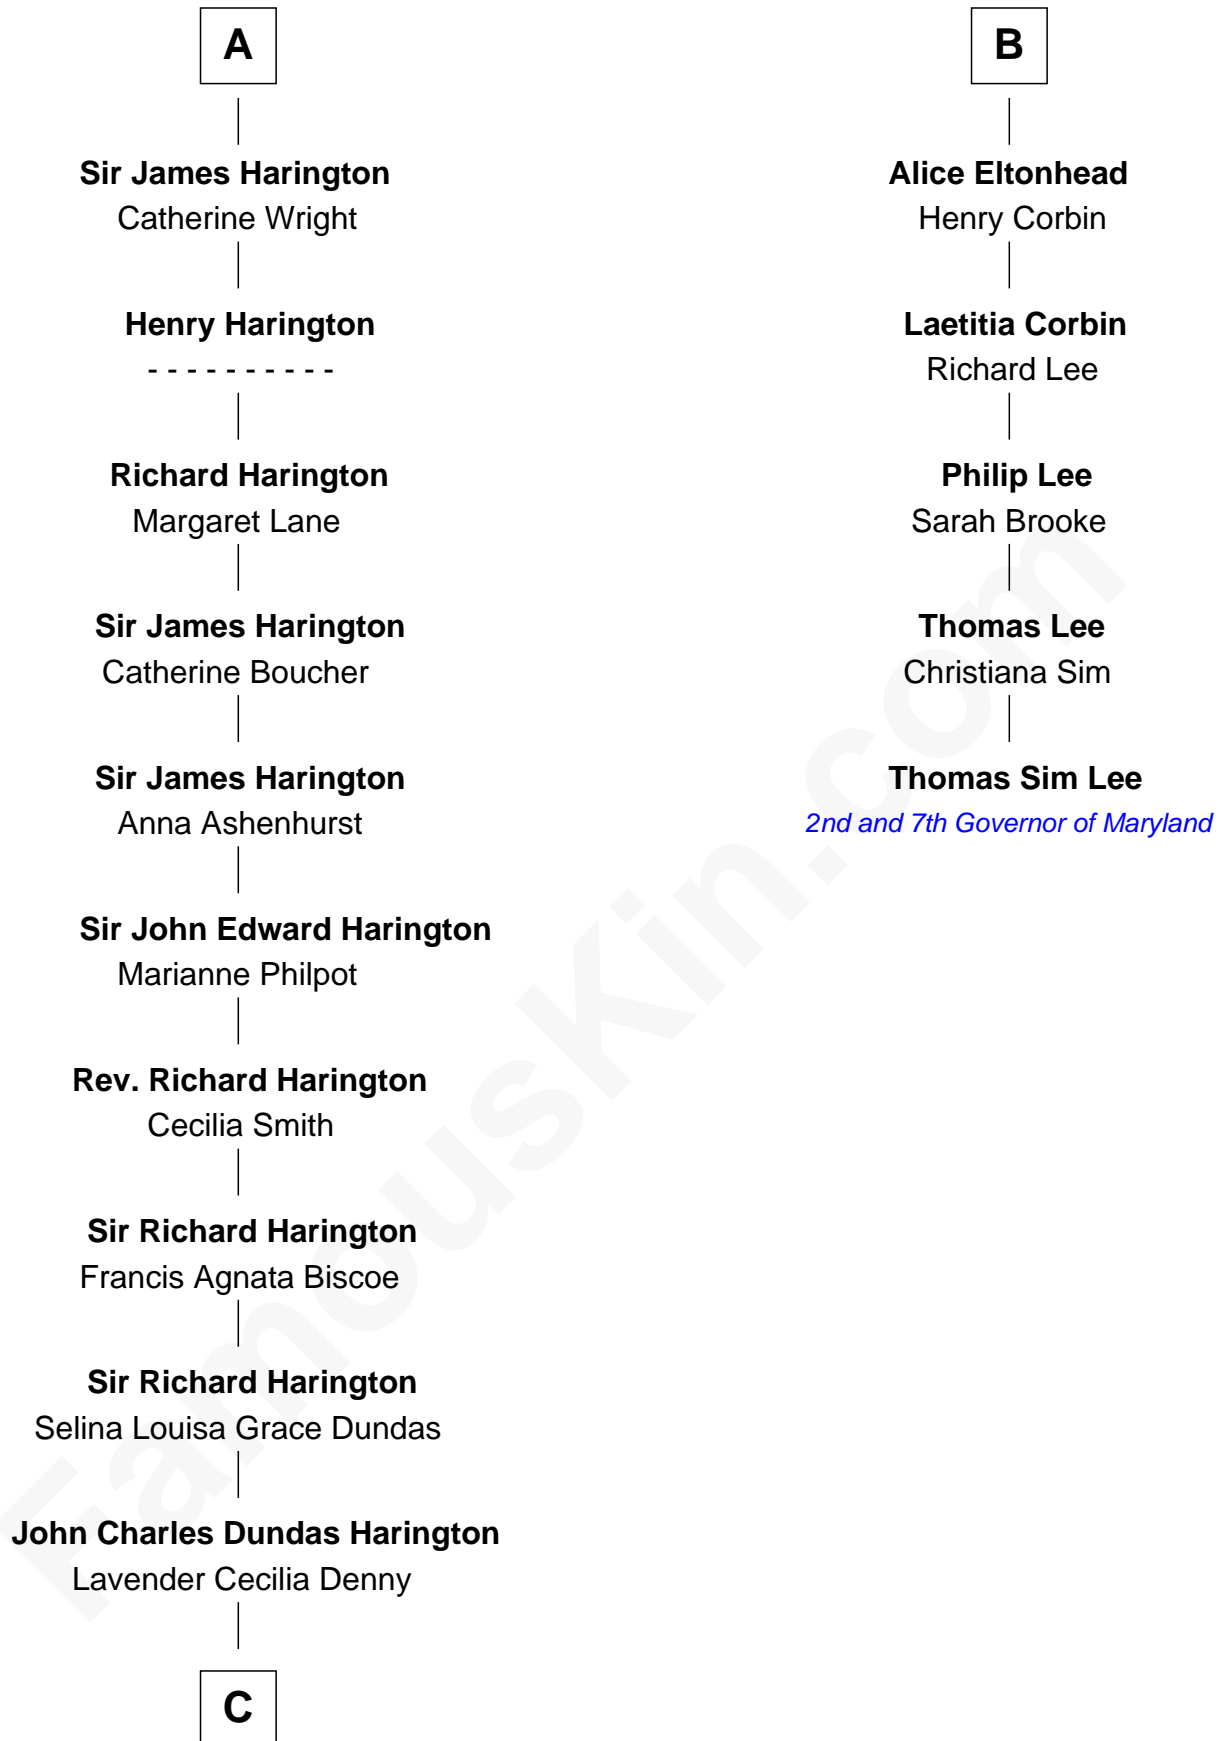 A
Sir James Harington
Catherine Wright
Henry Harington
- - - - - - - - - -
Richard Harington
Margaret Lane
Sir James Harington
Catherine Boucher
Sir James Harington
Anna Ashenhurst
Sir John Edward Harington
Marianne Philpot
Rev. Richard Harington
Cecilia Smith
Sir Richard Harington
Francis Agnata Biscoe
Sir Richard Harington
Selina Louisa Grace Dundas
John Charles Dundas Harington
Lavender Cecilia Denny
C
B
Alice Eltonhead
Henry Corbin
Laetitia Corbin
Richard Lee
Philip Lee
Sarah Brooke
Thomas Lee
Christiana Sim
Thomas Sim Lee
2nd and 7th Governor of Maryland
FamousKin.com